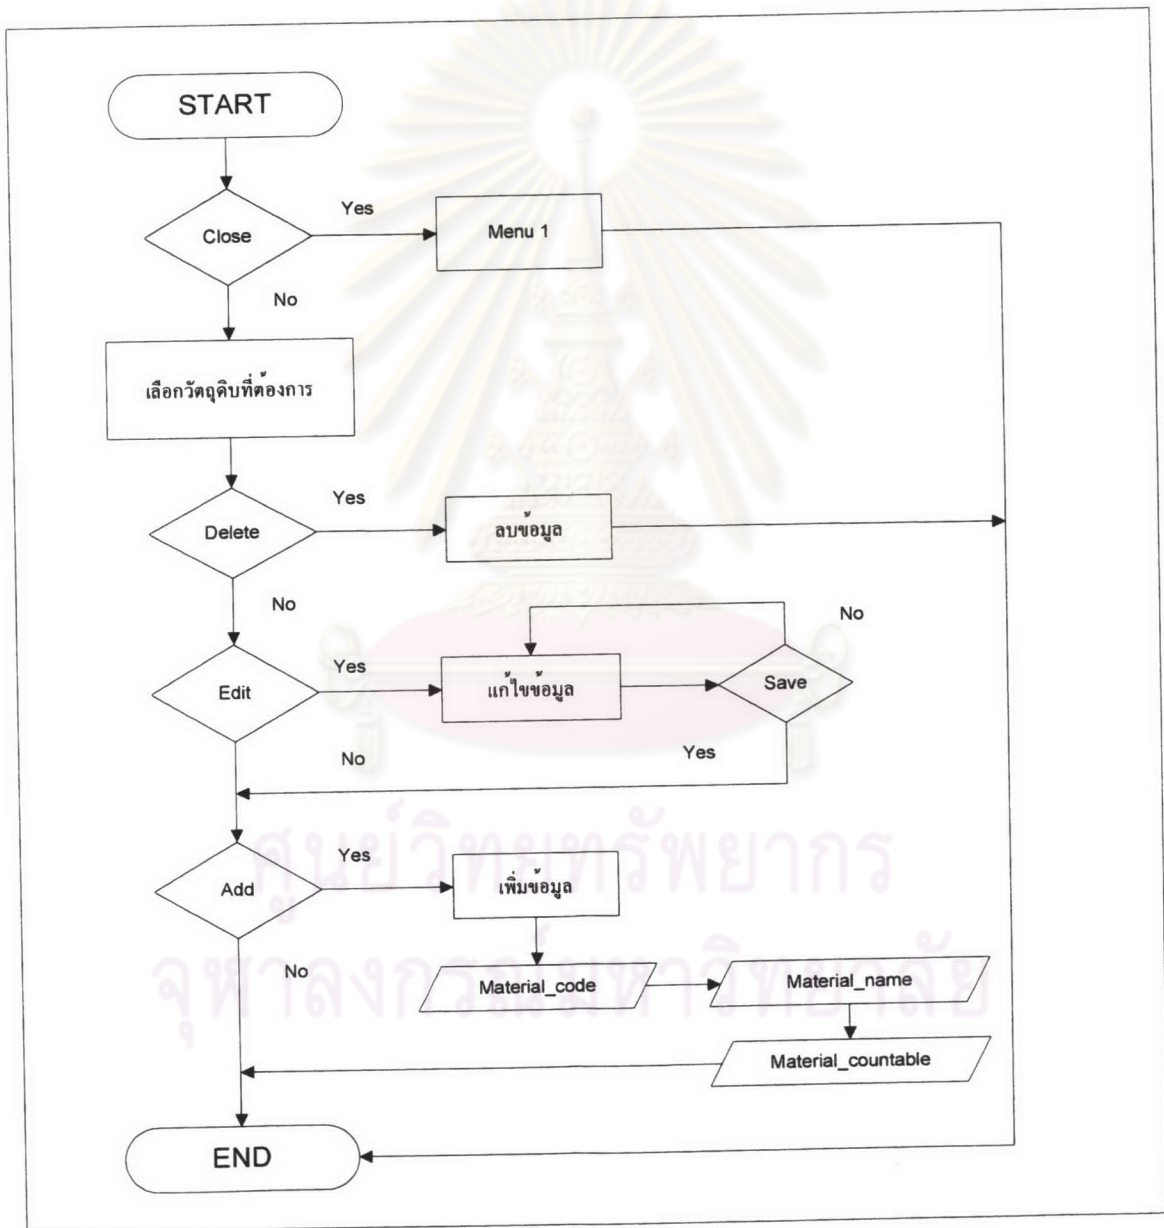 START
Close
Yes
Menu 1
No
เลือกวัตถุดิบที่ต้องการ
Delete
Yes
ลบข้อมูล
No
Edit
Yes
แก้ไขข้อมูล
Save
No
Yes
No
ศูนย์วิทยทรัพยากร
Add
Yes
เพิ่มข้อมูล
จุฬาลงกรณ์มหาวิทยาลัย
No
Material_code
Material_name
Material_countable
END